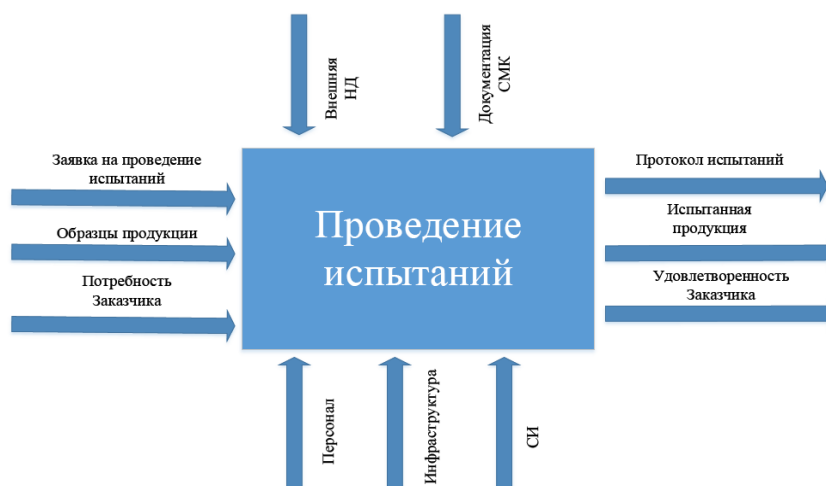 Внешняя
НД
Документация
СМК
Заявка на проведение
испытаний
Образцы продукции
Потребность
Заказчика
Проведение
испытаний
Протокол испытаний
Испытанная
продукция
Удовлетворенность
Заказчика
Персонал
Инфраструктура
СИ